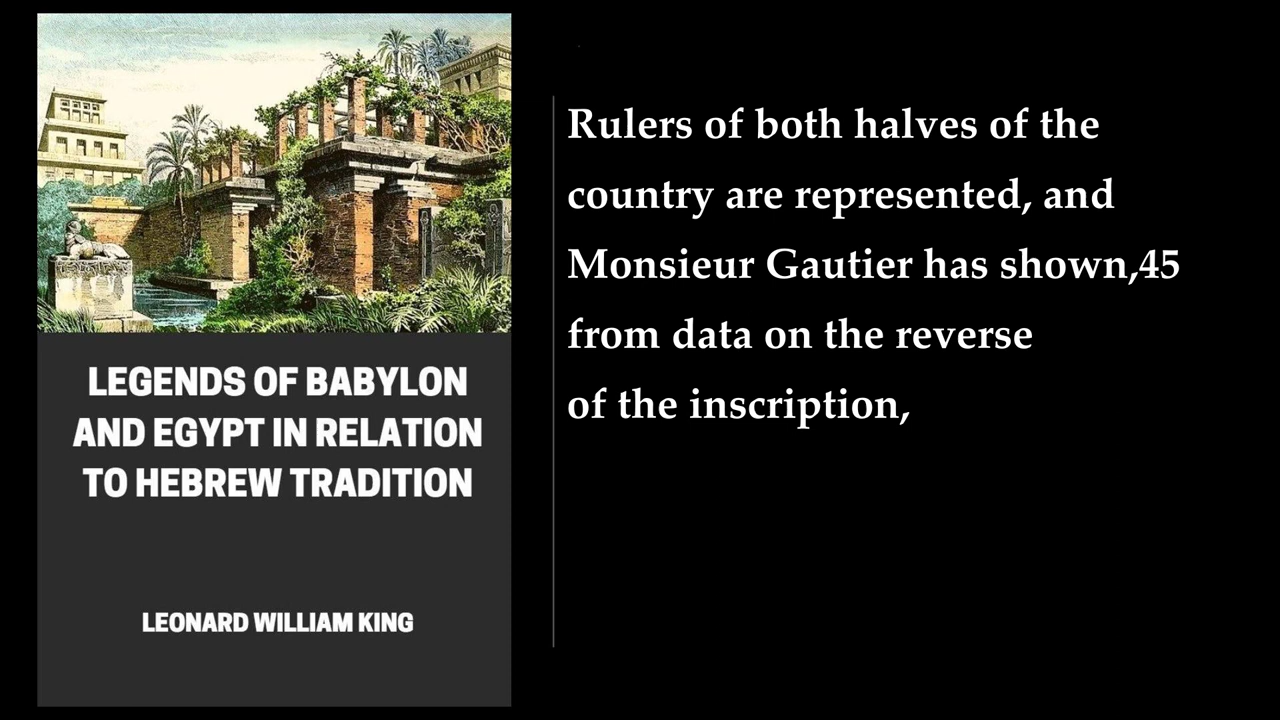 LEGENDS OF BABYLON
AND EGYPT IN RELATION
TO HEBREW TRADITION
LEONARD WILLIAM KING
Rulers of both halves of the
country are represented, and
Monsieur Gautier has shown,45
from data on the reverse
of the inscription,